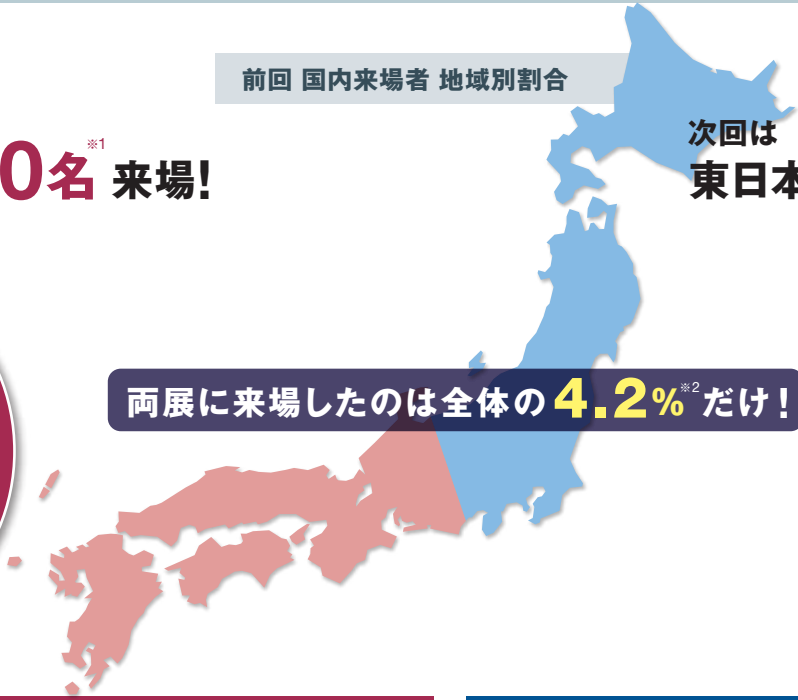 前回 国内来場者 地域別割合
0名※1 来場!
次回は
東日本
両展に来場したのは全体の4.2%※2だけ!